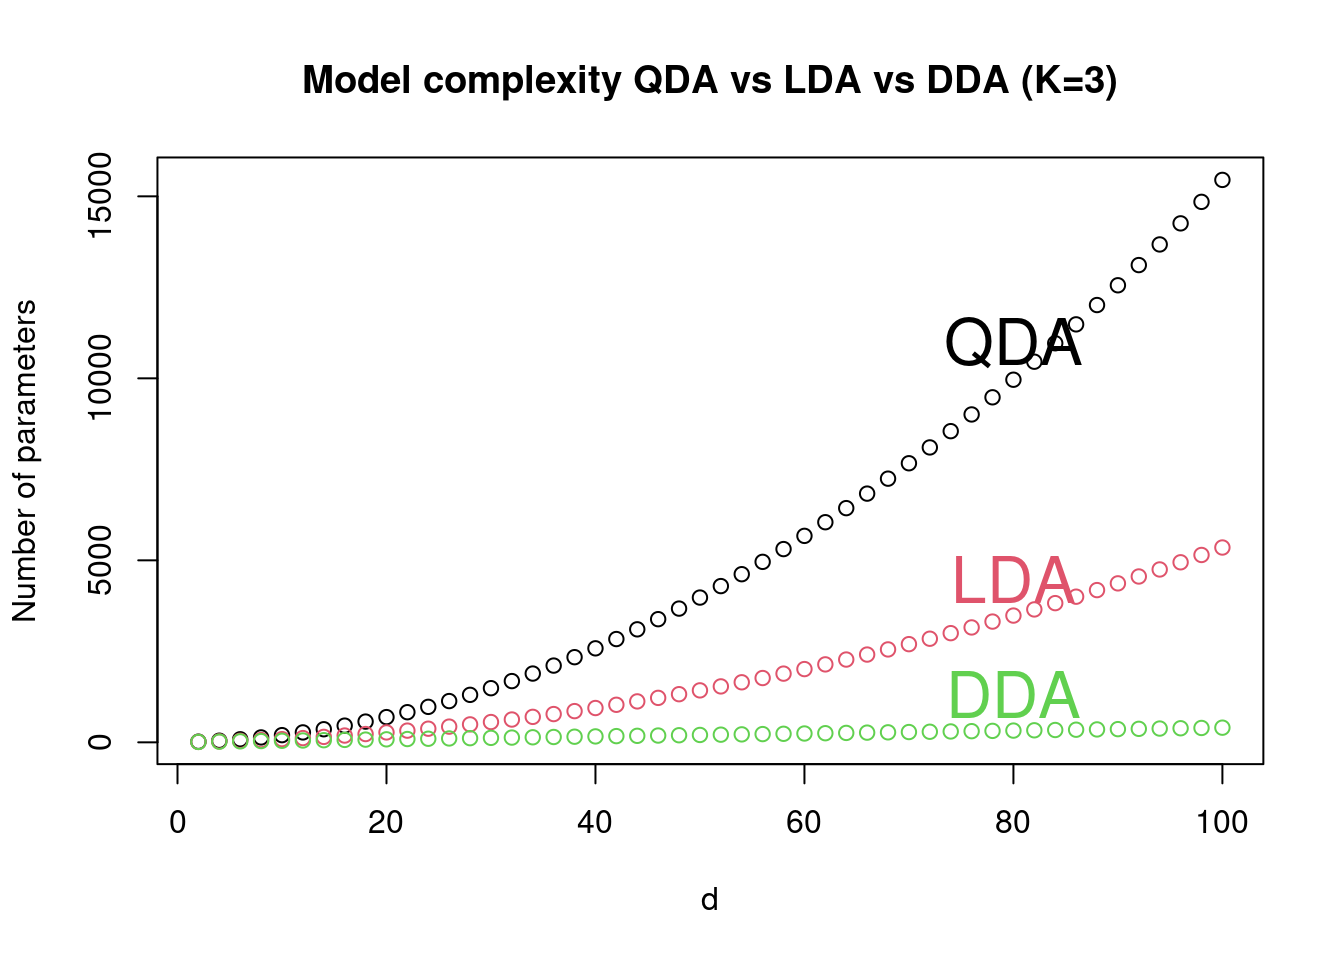 Model complexity QDA vs LDA vs DDA (K=3)
Number of parameters
15000
10000
5000
0
QDA
LDA
DDA
0 20 40 60 80 100
d